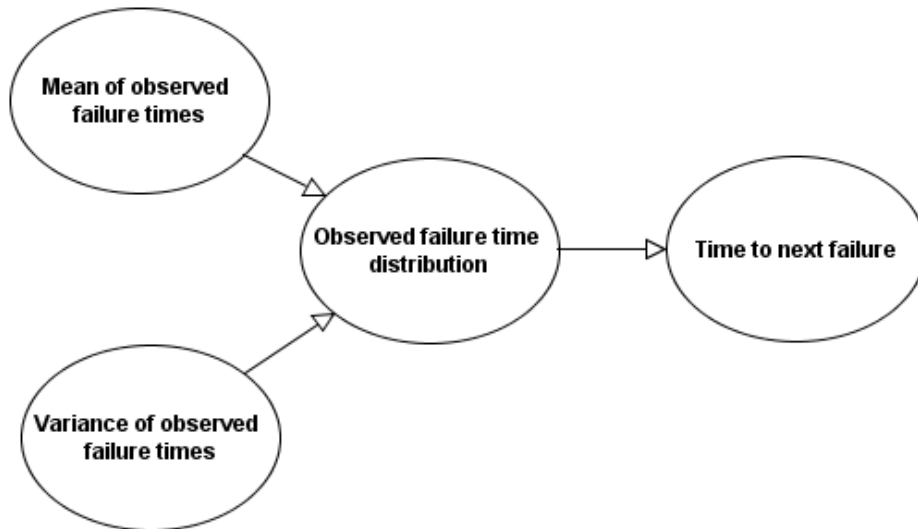 Mean of observed
failure times
Observed failure time
distribution
Time to next failure
Variance of observed
failure times